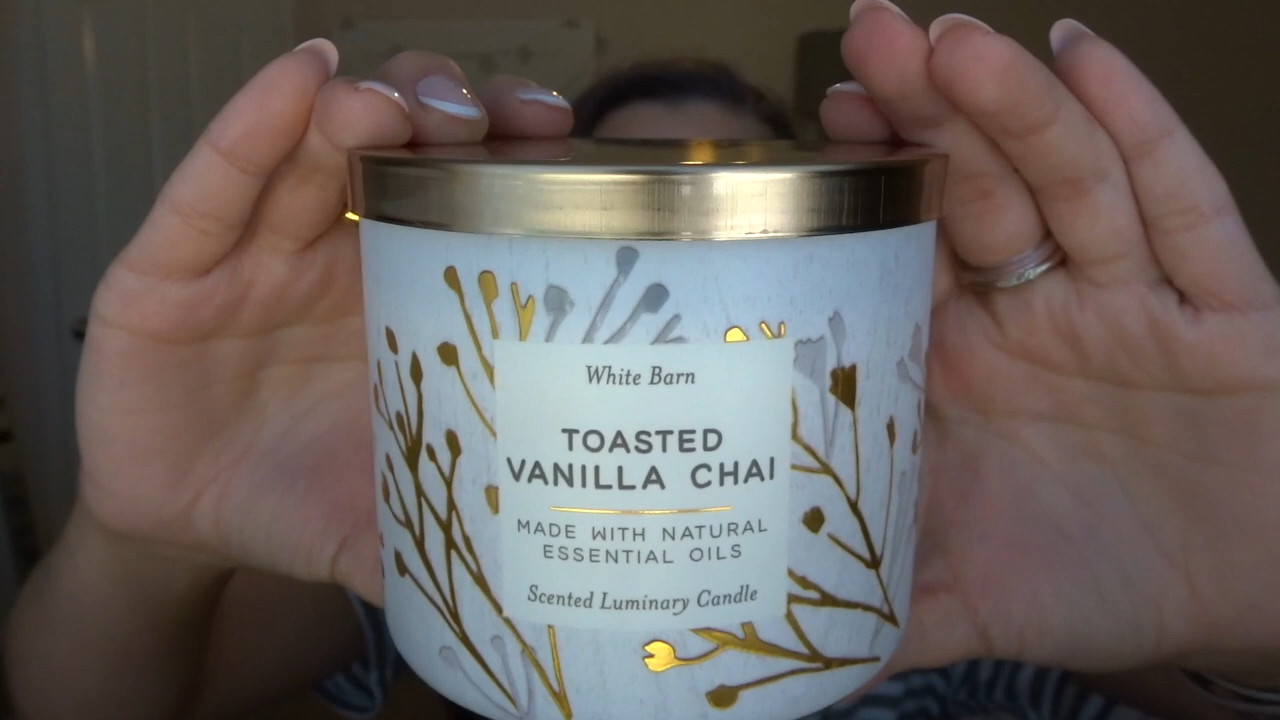 White Barn
TOASTED
VANILLA CHAI
MADE WITH NATURAL
ESSENTIAL OILS
Scented Luminary Candle